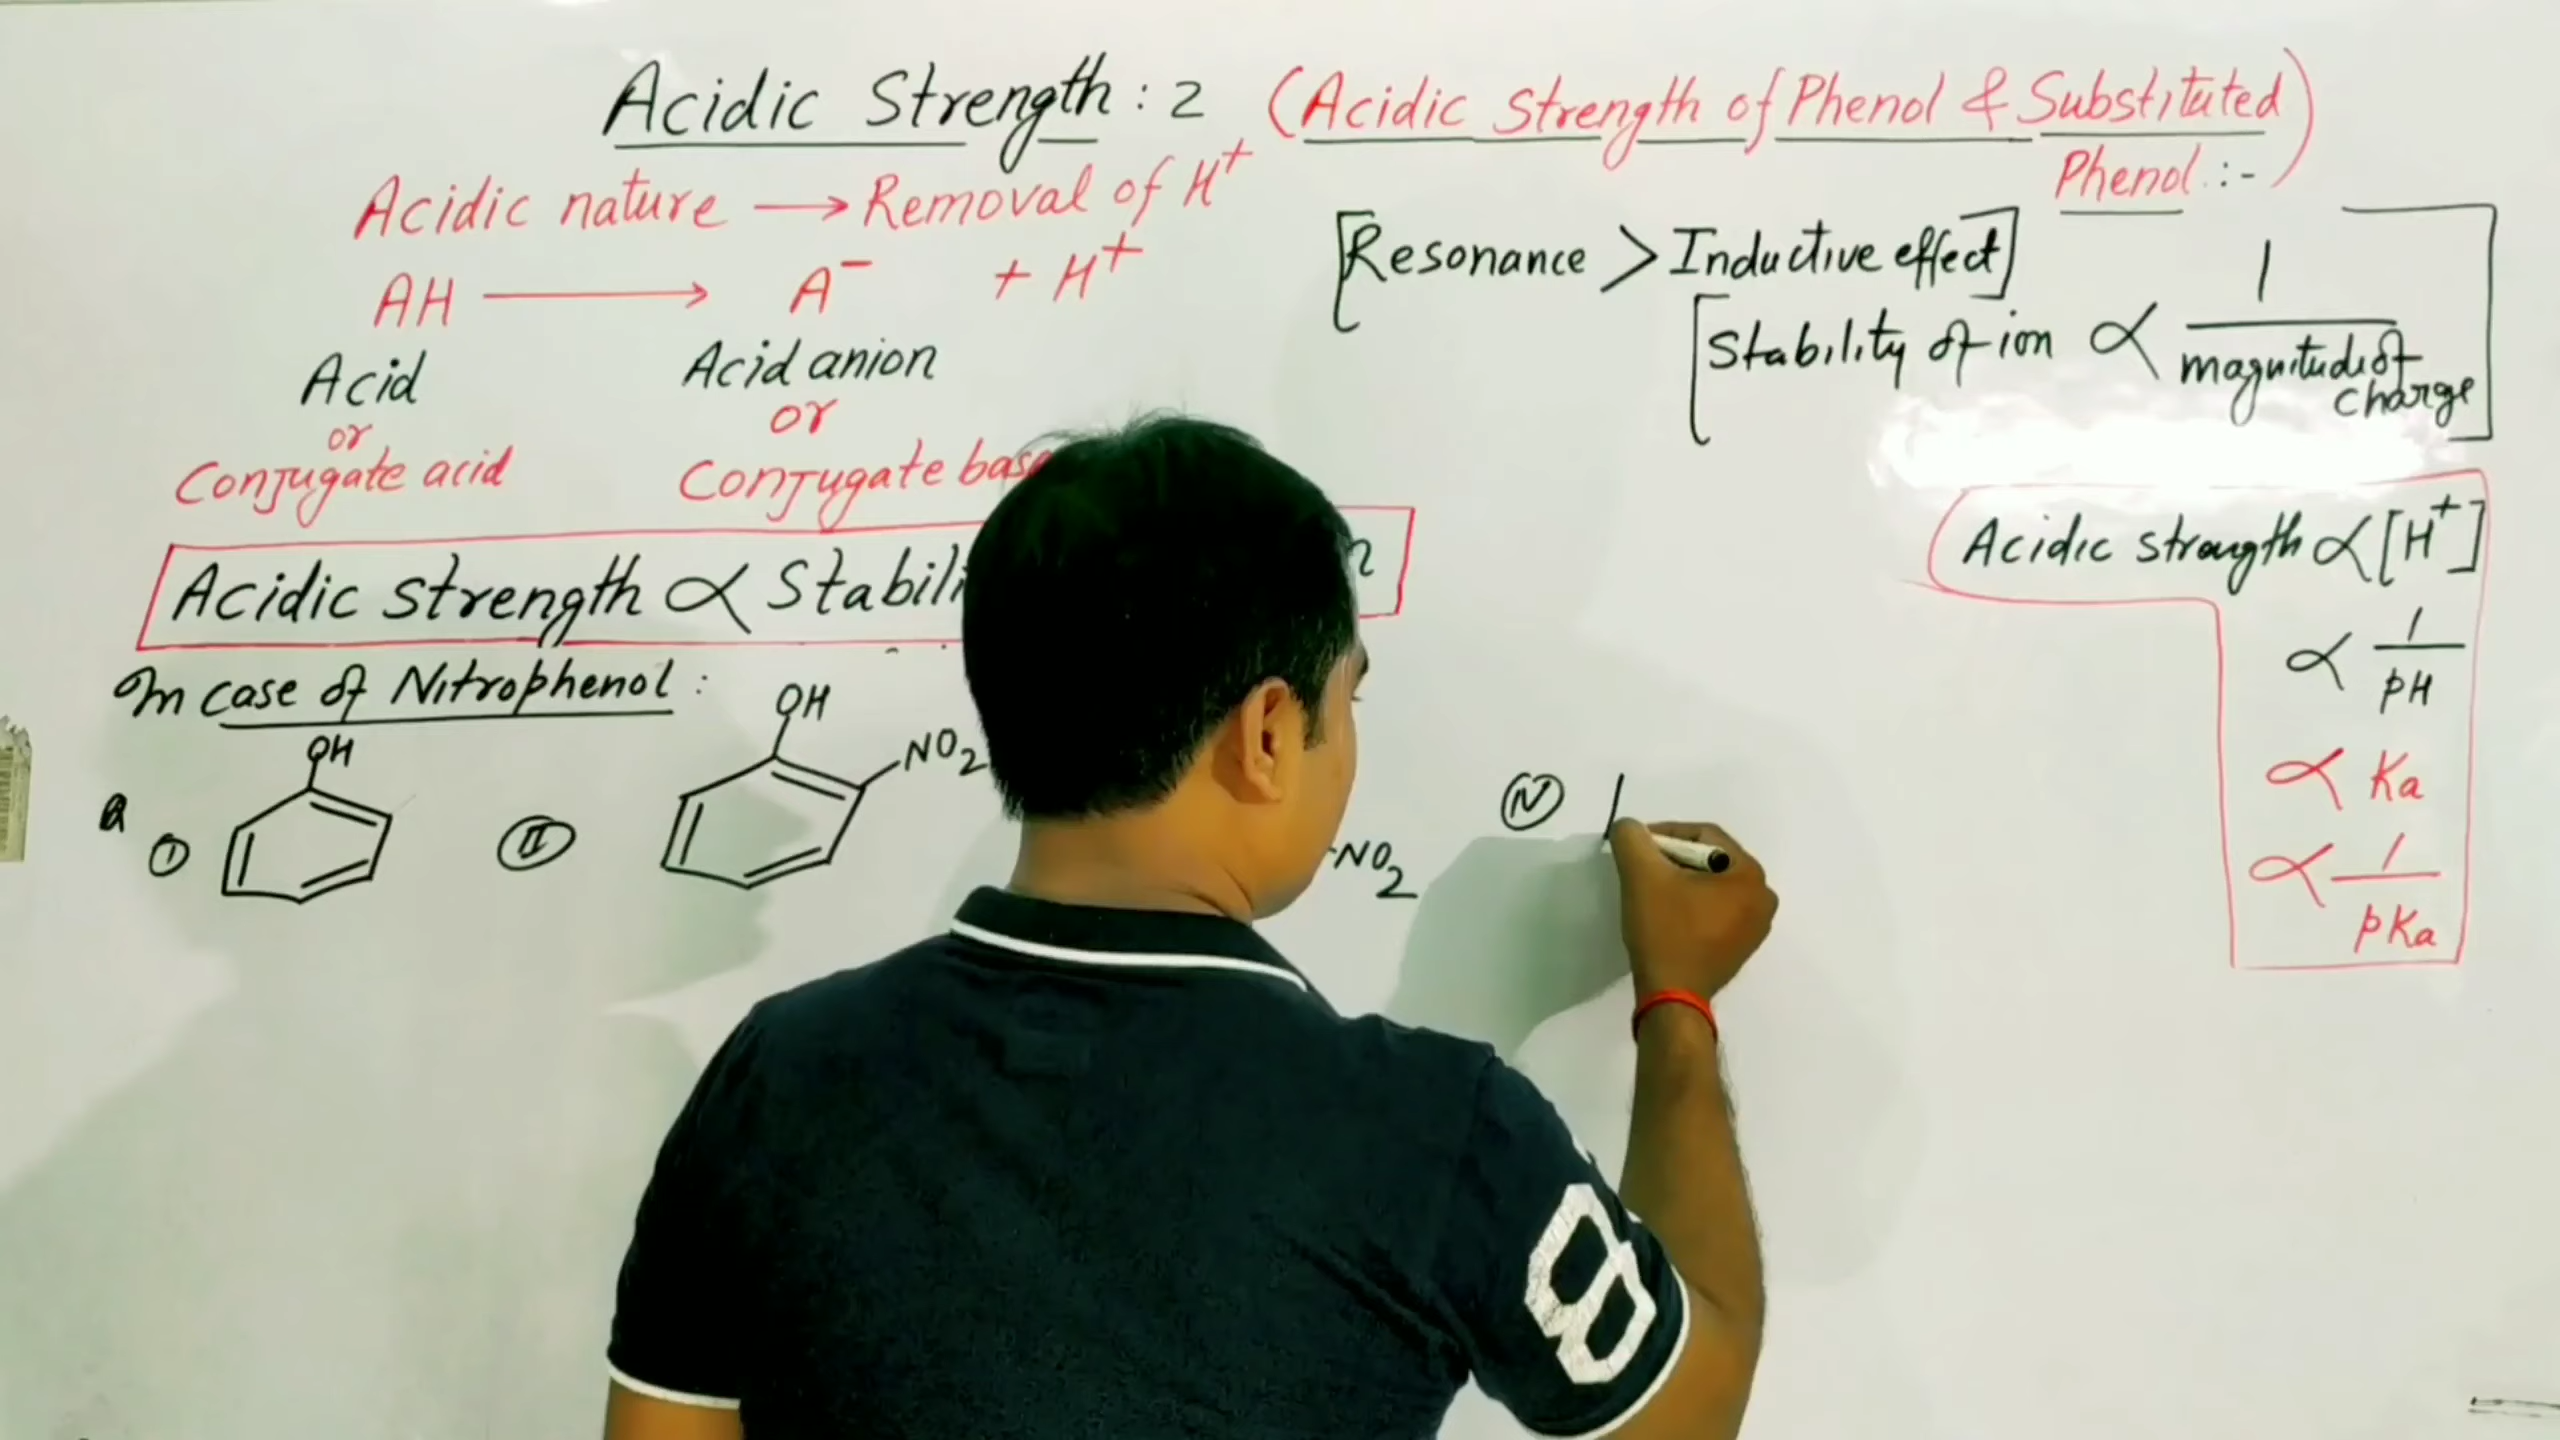 Acidic Strength : 2 (Acidic Strength of Phenol & Substituted
Phenol :-)
Acidic nature → Removal of H⁺
AH → A⁻ + H⁺
Acid
or
Conjugate acid
Acid anion
or
Conjugate base
[Resonance > Inductive effect]
[Stability of ion ∝ 1
magnitude of
charge]
Acidic strength ∝ Stabili
Acidic strength ∝ [H⁺]
∝ 1/pH
∝ Ka
∝ 1/pKa
In case of Nitrophenol :
Q
① OH
Ⅱ OH NO₂
NO₂
Ⅳ
8